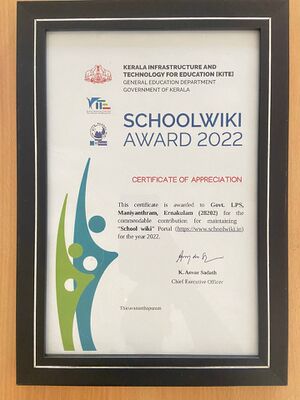 KERALA INFRASTRUCTURE AND
TECHNOLOGY FOR EDUCATION [KITE]
GENERAL EDUCATION DEPARTMENT
GOVERNMENT OF KERALA
SCHOOLWIKI
AWARD 2022
CERTIFICATE OF APPRECIATION
This certificate is awarded to Govt. LPS,
Maniyanthram, Ernakulam (28202) for the
commendable contribution for maintaining
"School wiki" Portal (https://www.schoolwiki.in)
for the year 2022.
K. Anvar Sadath
Chief Executive Officer
Thiruvananthapuram